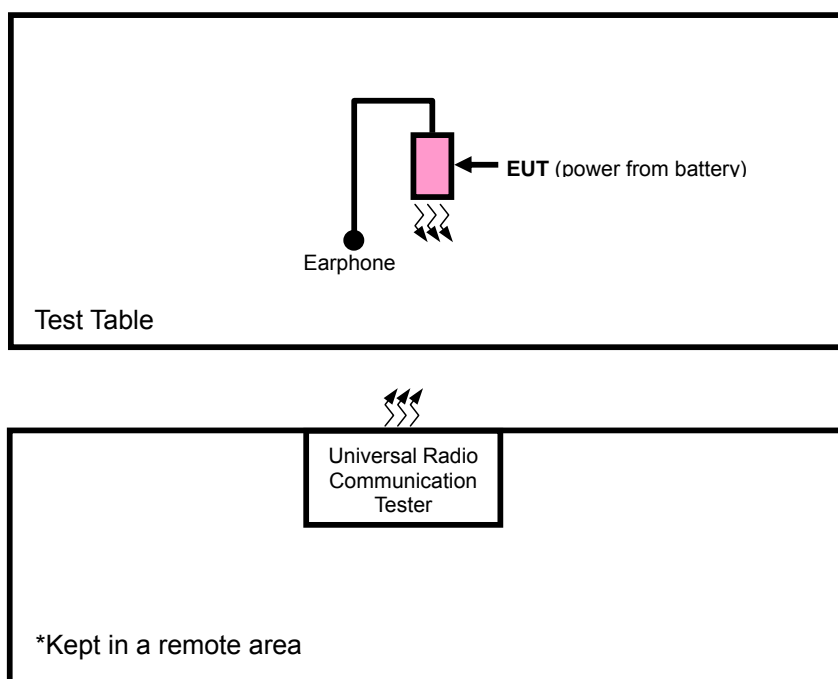 EUT (power from battery)
Earphone
Test Table
Universal Radio
Communication
Tester
*Kept in a remote area